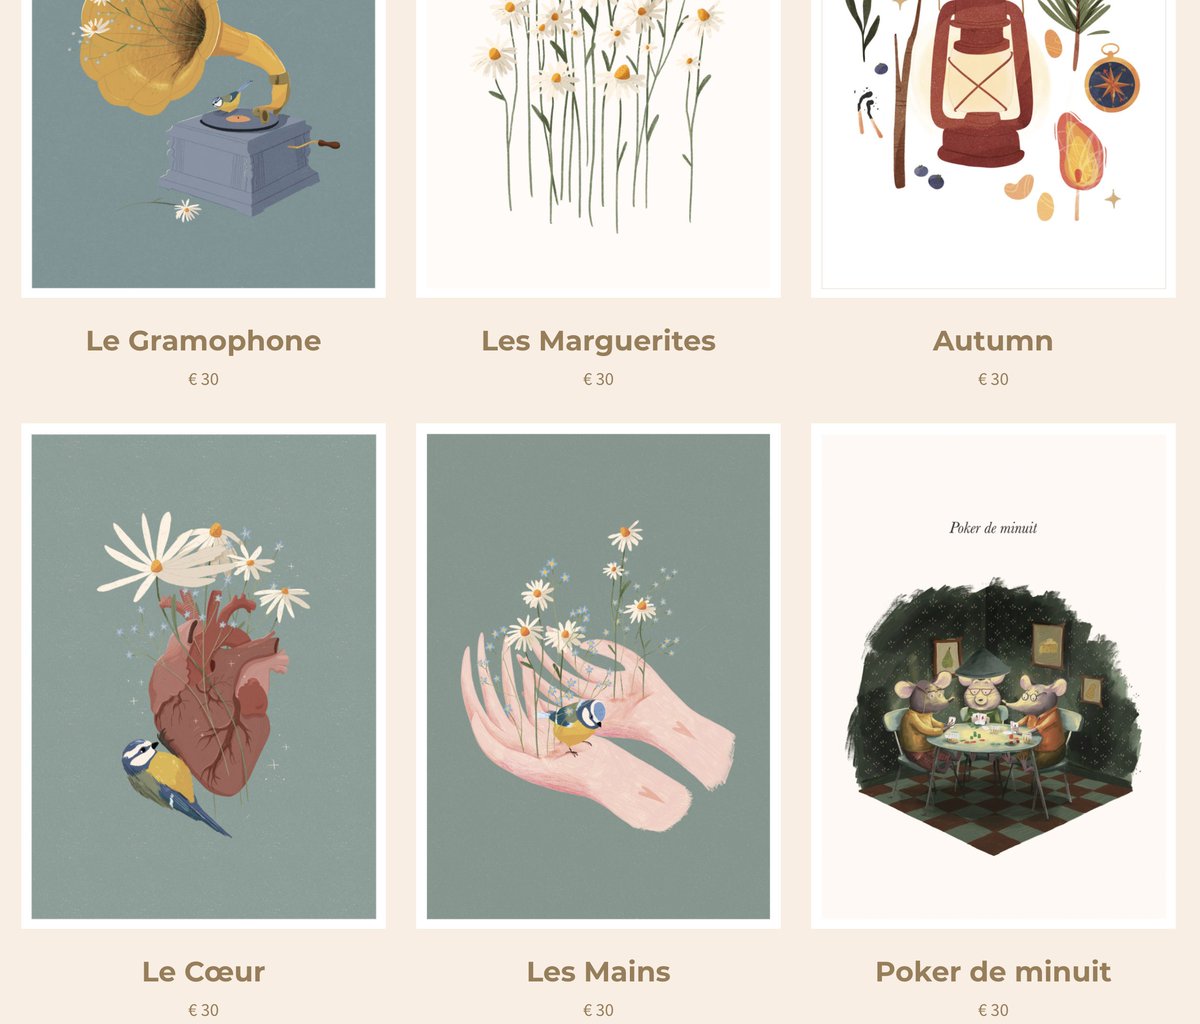 Le Gramophone
€ 30
Les Marguerites
€ 30
Autumn
€ 30
Le Cœur
€ 30
Les Mains
€ 30
Poker de minuit
Poker de minuit
€ 30